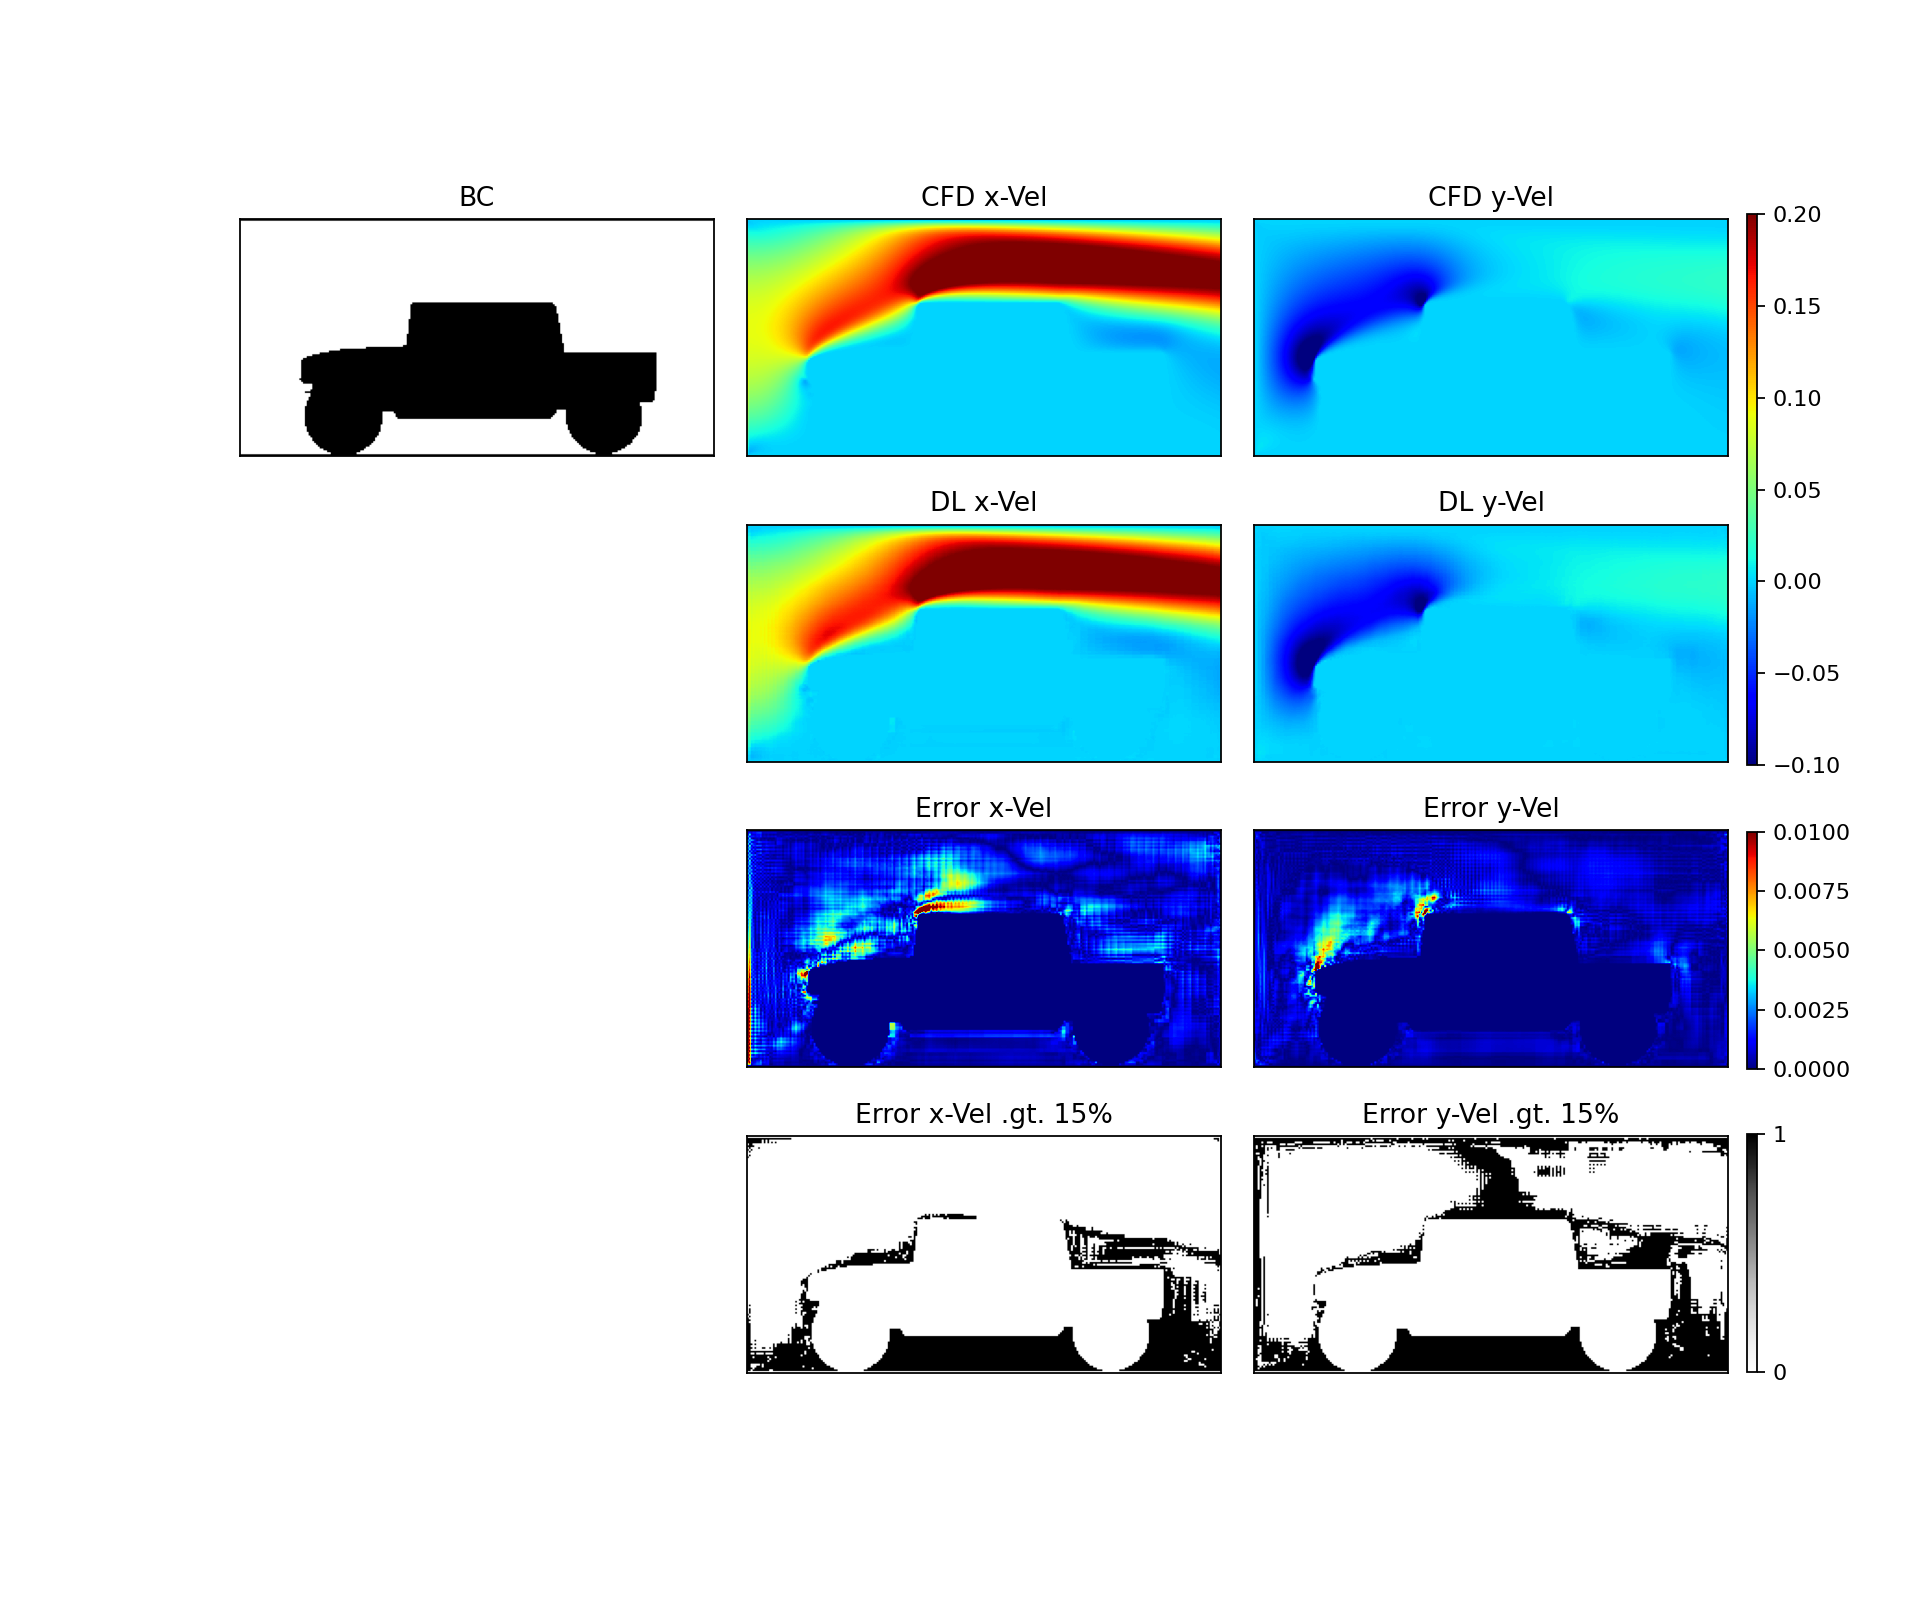 BC
CFD x-Vel
CFD y-Vel
0.20
0.15
0.10
0.05
0.00
−0.05
−0.10
DL x-Vel
DL y-Vel
Error x-Vel
Error y-Vel
0.0100
0.0075
0.0050
0.0025
0.0000
Error x-Vel .gt. 15%
Error y-Vel .gt. 15%
1
0